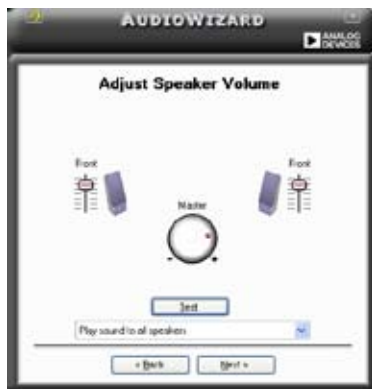 AUDIOWIZARD
ANALOG
DEVICES
Adjust Speaker Volume
Front
Front
Master
- +
Test
Play sound to all speakers
« Back
Next »